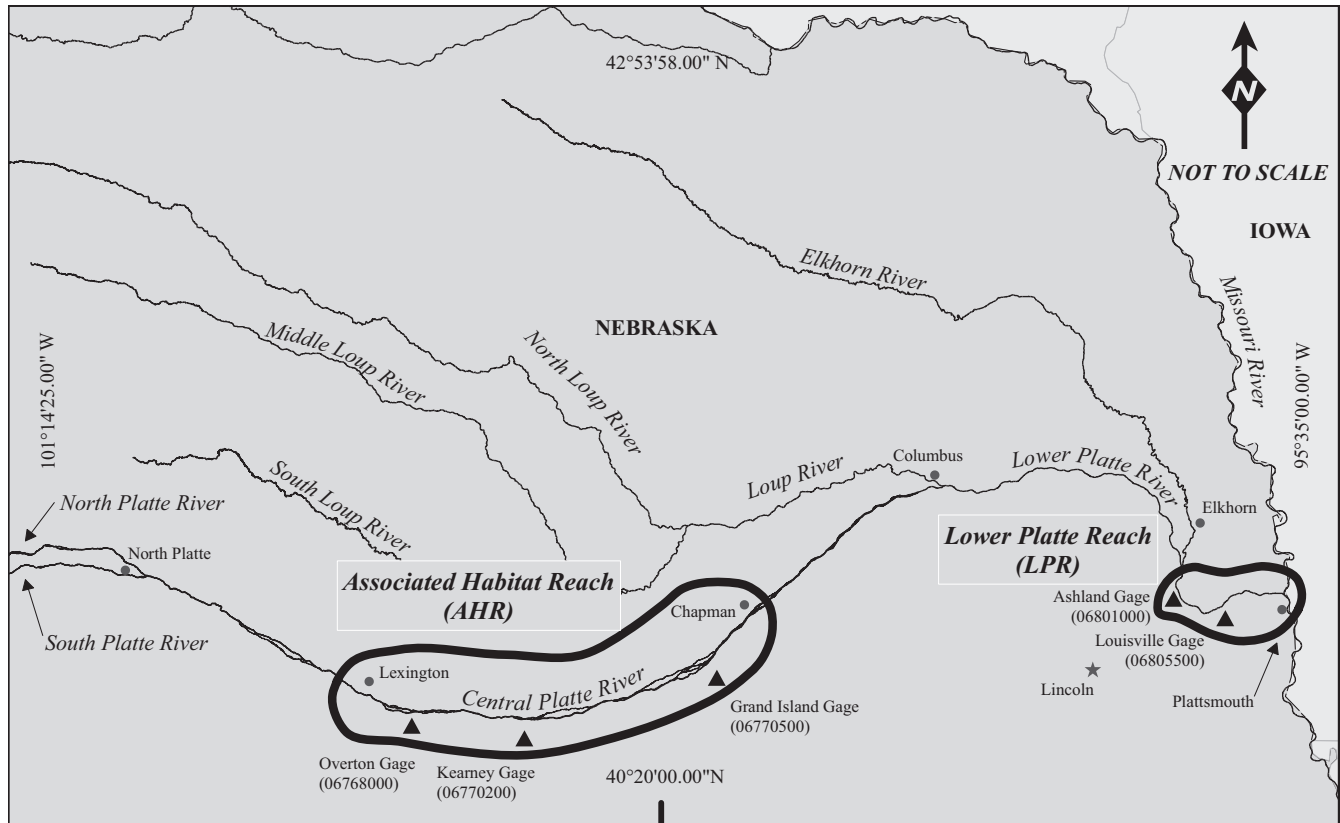 42°53'58.00" N
N
NOT TO SCALE
IOWA
Elkhorn River
Missouri River
NEBRASKA
Middle Loup River
North Loup River
101°14'25.00" W
95°35'00.00" W
South Loup River
Loup River
Columbus
Lower Platte River
North Platte River
North Platte
Elkhorn
Lower Platte Reach
(LPR)
Associated Habitat Reach
(AHR)
South Platte River
Chapman
Ashland Gage
(06801000)
Louisville Gage
(06805500)
Lincoln
Plattsmouth
Lexington
Central Platte River
Grand Island Gage
(06770500)
Overton Gage
(06768000)
Kearney Gage
(06770200)
40°20'00.00"N